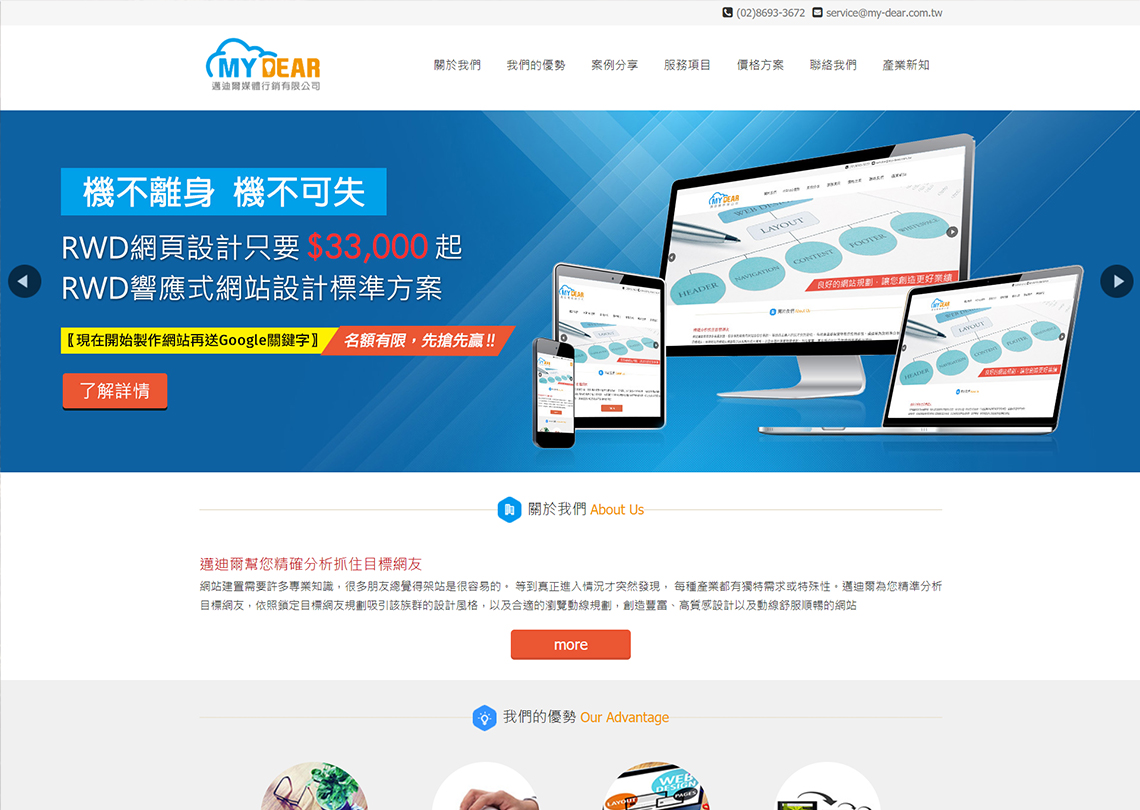 (02)8693-3672 service@my-dear.com.tw
MY DEAR
邁迪爾媒體行銷有限公司
關於我們 我們的優勢 案例分享 服務項目 價格方案 聯絡我們 產業新知
機不離身 機不可失
RWD網頁設計只要 $33,000 起
RWD響應式網站設計標準方案
〖現在開始製作網站再送Google關鍵字〗 名額有限,先搶先贏!!
了解詳情
MY DEAR
WEB DESIGN
LAYOUT
HEADER
NAVIGATION
CONTENT
FOOTER
WHITESPACE
良好的網站規劃,讓您創造更好業績
關於我們 About Us
邁迪爾幫您精確分析抓住目標網友
網站建置需要許多專業知識,很多朋友總覺得架站是很容易的。 等到真正進入情況才突然發現, 每種產業都有獨特需求或特殊性。邁迪爾為您精準分析
目標網友,依照鎖定目標網友規劃吸引該族群的設計風格,以及合適的瀏覽動線規劃,創造豐富、高質感設計以及動線舒服順暢的網站
more
我們的優勢 Our Advantage
WEB
DESIGN
LAYOUT
PAGES